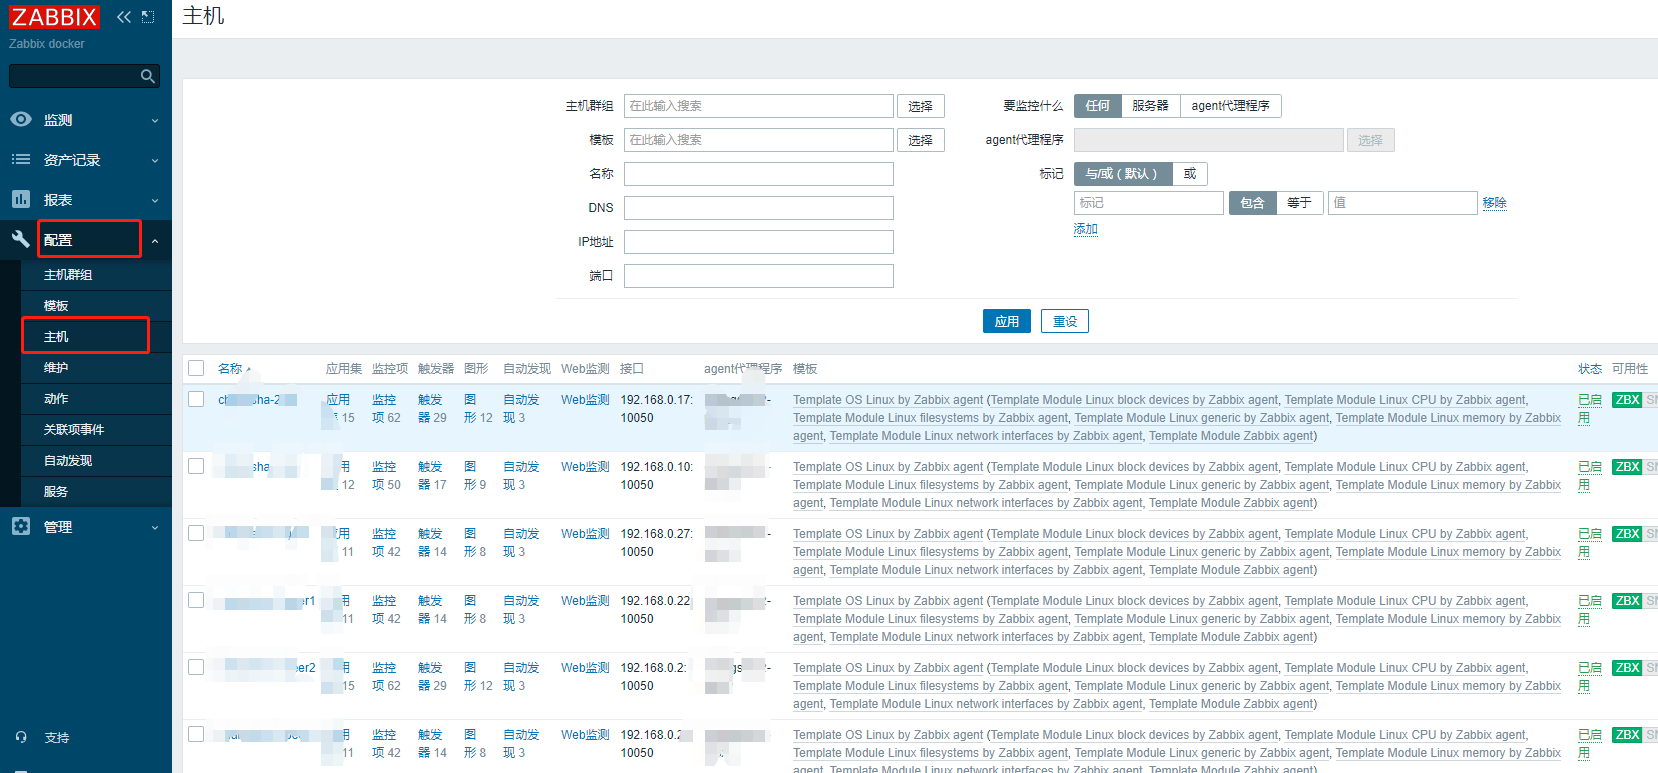 ZABBIX
Zabbix docker
监测
资产记录
报表
配置
主机群组
模板
主机
维护
动作
关联项事件
自动发现
服务
管理
支持
主机
主机群组 在此输入搜索 选择
模板 在此输入搜索 选择
名称
DNS
IP地址
端口
要监控什么 任何 服务器 agent代理程序
agent代理程序 选择
标记 与/或(默认) 或
标记 包含 等于 值 移除
添加
应用 重设
名称 应用集 监控项 触发器 图形 自动发现 Web监测 接口 agent代理程序 模板 状态 可用性
应用 监控 触发 图 自动发 Web监测 192.168.0.17: Template OS Linux by Zabbix agent (Template Module Linux block devices by Zabbix agent, Template Module Linux CPU by Zabbix agent, 已启 ZBX
15 项 62 器 29 形 12 现 3 10050 Template Module Linux filesystems by Zabbix agent, Template Module Linux generic by Zabbix agent, Template Module Linux memory by Zabbix 用
agent, Template Module Linux network interfaces by Zabbix agent, Template Module Zabbix agent)
用 监控 触发 图 自动发 Web监测 192.168.0.10: Template OS Linux by Zabbix agent (Template Module Linux block devices by Zabbix agent, Template Module Linux CPU by Zabbix agent, 已启 ZBX
12 项 50 器 17 形 9 现 3 10050 Template Module Linux filesystems by Zabbix agent, Template Module Linux generic by Zabbix agent, Template Module Linux memory by Zabbix 用
agent, Template Module Linux network interfaces by Zabbix agent, Template Module Zabbix agent)
用 监控 触发 图 自动发 Web监测 192.168.0.27: Template OS Linux by Zabbix agent (Template Module Linux block devices by Zabbix agent, Template Module Linux CPU by Zabbix agent, 已启 ZBX
11 项 42 器 14 形 8 现 3 10050 Template Module Linux filesystems by Zabbix agent, Template Module Linux generic by Zabbix agent, Template Module Linux memory by Zabbix 用
agent, Template Module Linux network interfaces by Zabbix agent, Template Module Zabbix agent)
er1 用 监控 触发 图 自动发 Web监测 192.168.0.22 Template OS Linux by Zabbix agent (Template Module Linux block devices by Zabbix agent, Template Module Linux CPU by Zabbix agent, 已启 ZBX
11 项 42 器 14 形 8 现 3 10050 Template Module Linux filesystems by Zabbix agent, Template Module Linux generic by Zabbix agent, Template Module Linux memory by Zabbix 用
agent, Template Module Linux network interfaces by Zabbix agent, Template Module Zabbix agent)
eer2 用 监控 触发 图 自动发 Web监测 192.168.0.2: Template OS Linux by Zabbix agent (Template Module Linux block devices by Zabbix agent, Template Module Linux CPU by Zabbix agent, 已启 ZBX
15 项 62 器 29 形 12 现 3 10050 Template Module Linux filesystems by Zabbix agent, Template Module Linux generic by Zabbix agent, Template Module Linux memory by Zabbix 用
agent, Template Module Linux network interfaces by Zabbix agent, Template Module Zabbix agent)
用 监控 触发 图 自动发 Web监测 Template OS Linux by Zabbix agent (Template Module Linux block devices by Zabbix agent, Template Module Linux CPU by Zabbix agent, 已启 ZBX
11 项 42 器 14 形 8 现 3 10050 Template Module Linux filesystems by Zabbix agent, Template Module Linux generic by Zabbix agent, Template Module Linux memory by Zabbix 用
agent, Template Module Linux network interfaces by Zabbix agent, Template Module Zabbix agent)